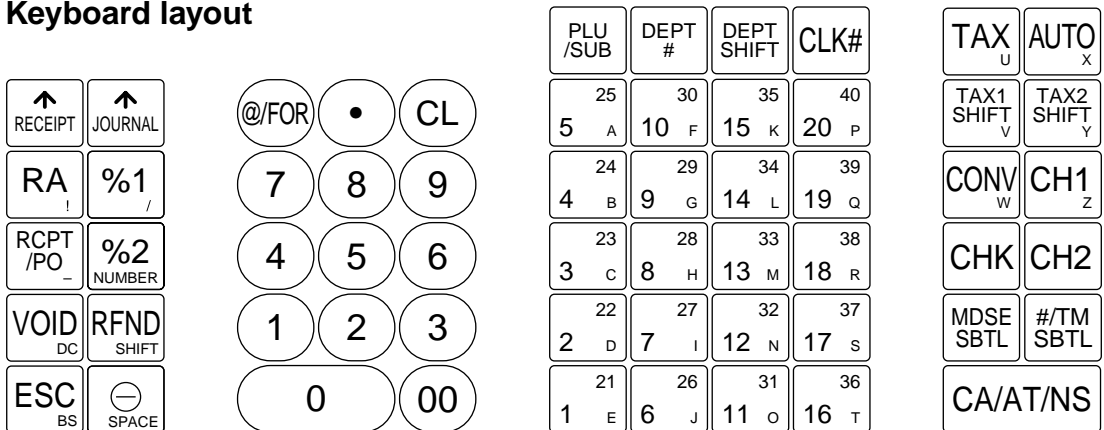 Keyboard layout
PLU /SUB DEPT # DEPT SHIFT CLK# TAX U AUTO X
RECEIPT JOURNAL @/FOR • CL 25 5 A 30 10 F 35 15 K 40 20 P TAX1 SHIFT V TAX2 SHIFT Y
RA ! %1 / 7 8 9 24 4 B 29 9 G 34 14 L 39 19 Q CONV W CH1 Z
RCPT /PO _ %2 NUMBER 4 5 6 23 3 C 28 8 H 33 13 M 38 18 R CHK CH2
VOID DC RFND SHIFT 1 2 3 22 2 D 27 7 I 32 12 N 37 17 S MDSE SBTL #/TM SBTL
ESC BS ⊖ SPACE 0 00 21 1 E 26 6 J 31 11 O 36 16 T CA/AT/NS